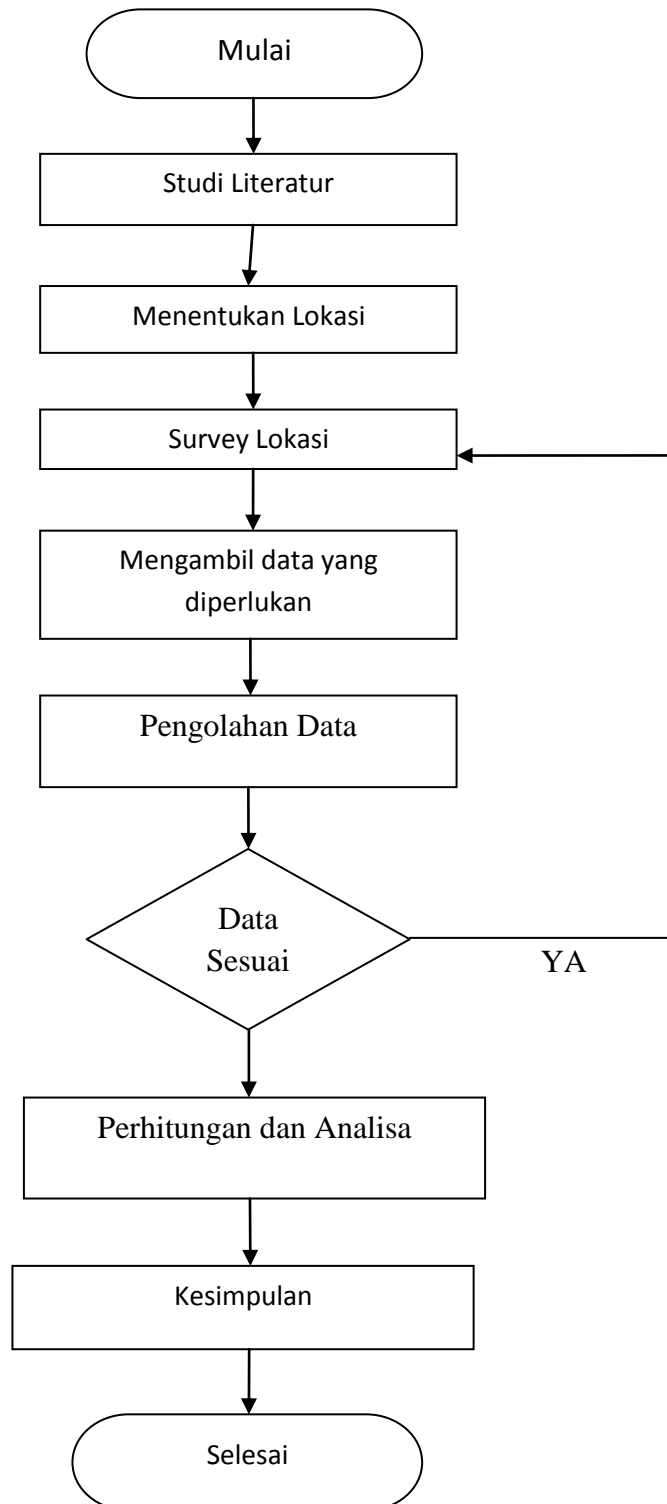 Mulai
Studi Literatur
Menentukan Lokasi
Survey Lokasi
Mengambil data yang
diperlukan
Pengolahan Data
Data
Sesuai
YA
Perhitungan dan Analisa
Kesimpulan
Selesai